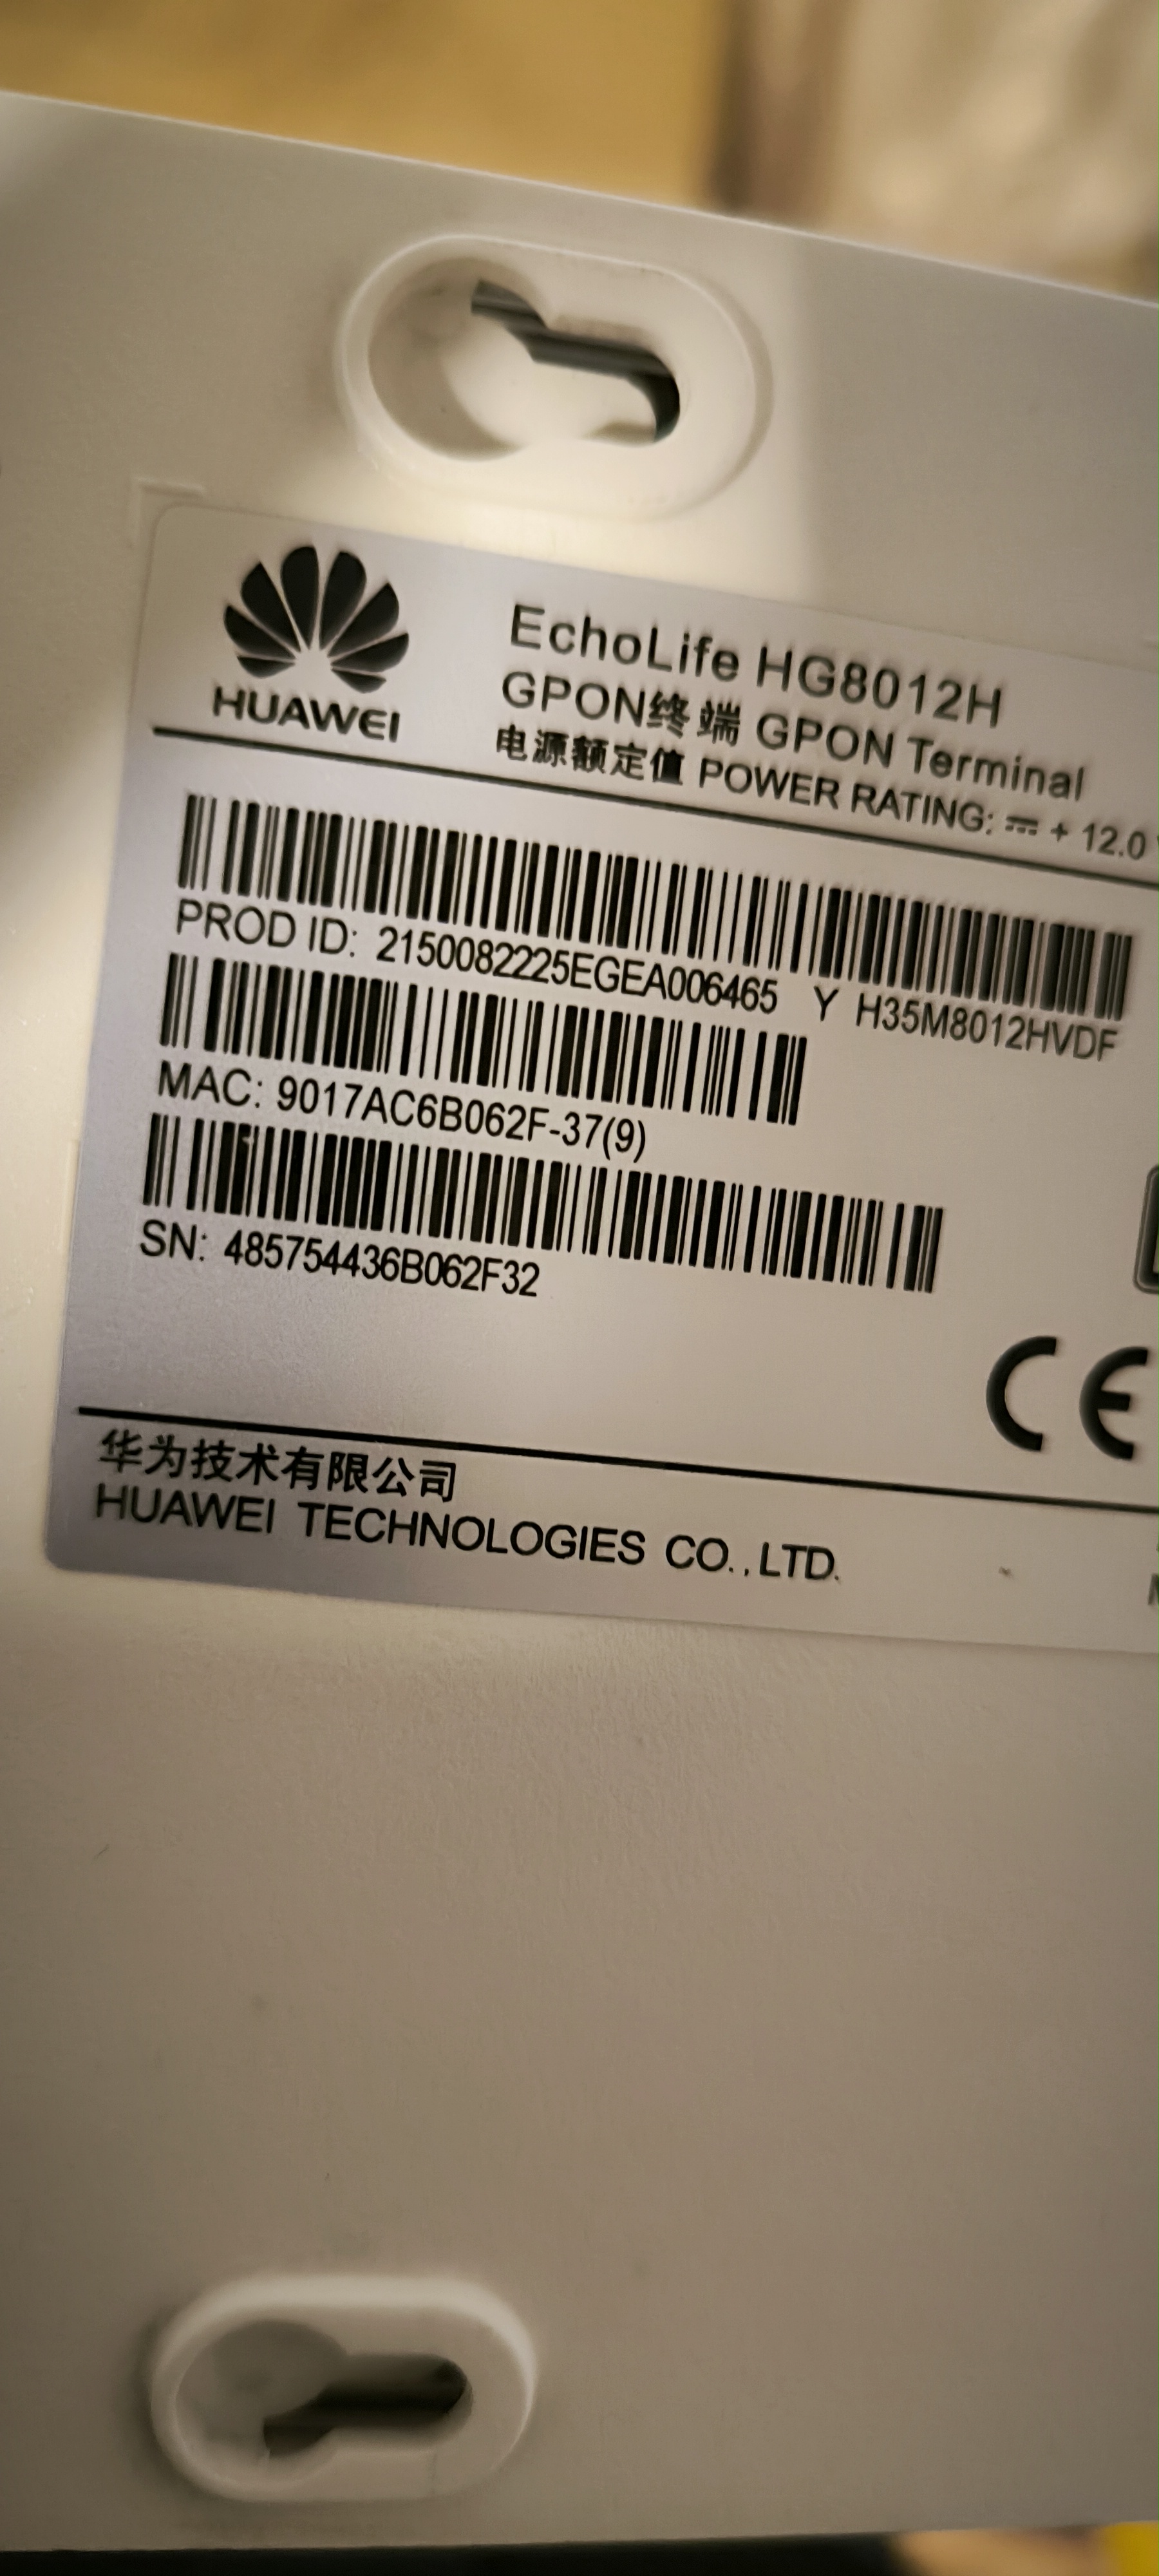 HUAWEI
EchoLife HG8012H
GPON终端 GPON Terminal
电源额定值 POWER RATING: ⎓ + 12.0
PROD ID: 2150082225EGEA006465 Y H35M8012HVDF
MAC: 9017AC6B062F-37(9)
SN: 485754436B062F32
CE
华为技术有限公司
HUAWEI TECHNOLOGIES CO.,LTD.